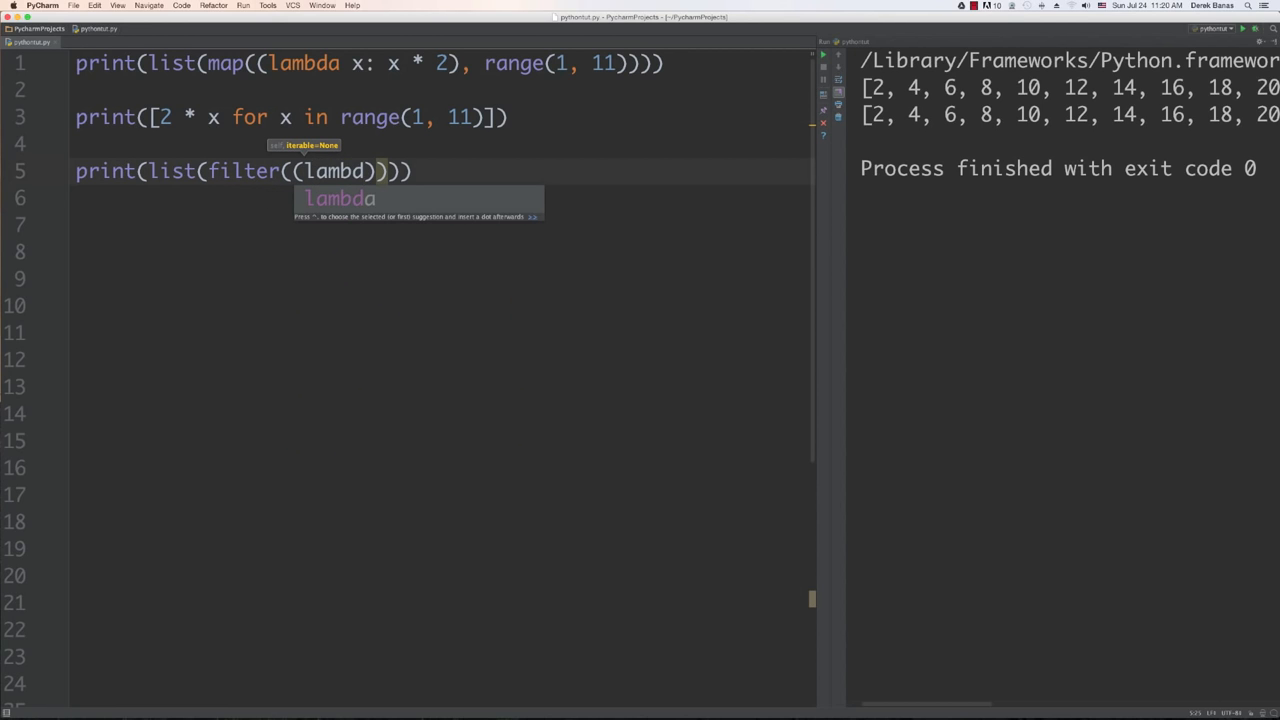 PyCharm File Edit View Navigate Code Refactor Run Tools VCS Window Help 10 Sun Jul 24 11:20 AM Derek Banas
pythontut.py - PycharmProjects - [~/PycharmProjects]
PycharmProjects pythontut.py pythontut
pythontut.py Run: pythontut
1 print(list(map((lambda x: x * 2), range(1, 11))))
2
3 print([2 * x for x in range(1, 11)])
4 self, iterable=None
5 print(list(filter((lambd))))
6 lambda
Press ^. to choose the selected (or first) suggestion and insert a dot afterwards >>
7
8
9
10
11
12
13
14
15
16
17
18
19
20
21
22
23
24
25
/Library/Frameworks/Python.framewor
[2, 4, 6, 8, 10, 12, 14, 16, 18, 20
[2, 4, 6, 8, 10, 12, 14, 16, 18, 20
Process finished with exit code 0
5:25 LF≠ UTF-8≠